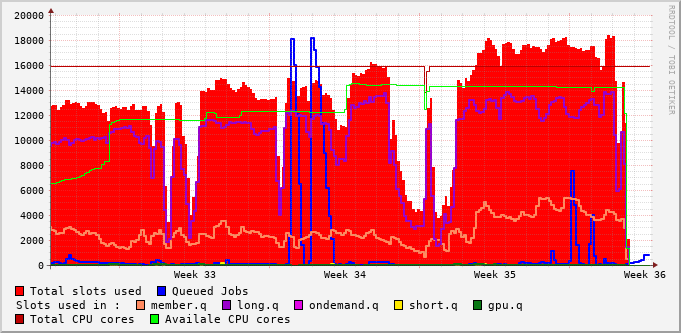 20000
18000
16000
14000
12000
10000
8000
6000
4000
2000
0
Week 33 Week 34 Week 35 Week 36
Total slots used Queued Jobs
Slots used in : member.q long.q ondemand.q short.q gpu.q
Total CPU cores Availale CPU cores
RRDTOOL / TOBI OETIKER